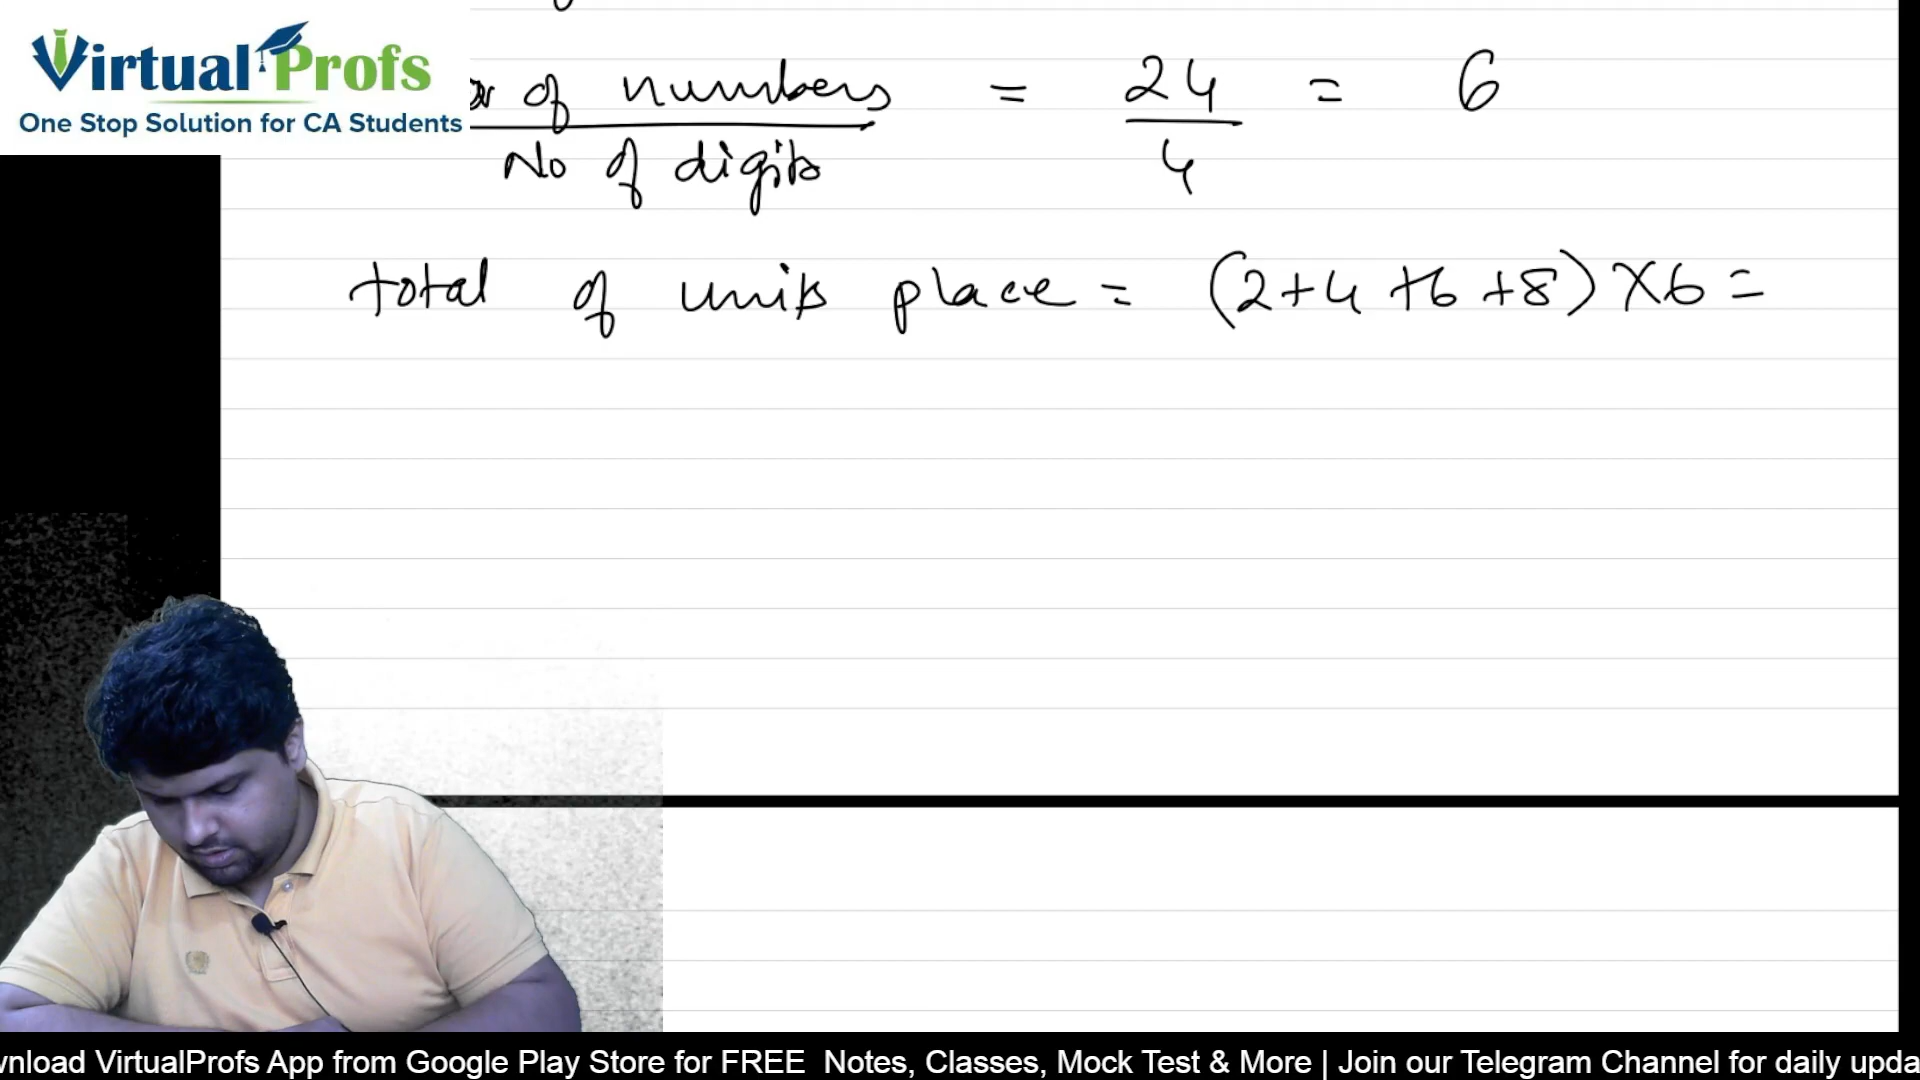 Virtual Profs
One Stop Solution for CA Students
of numbers = 24 = 6
No of digits 4
total of units place = (2+4+6+8) × 6 =
wnload VirtualProfs App from Google Play Store for FREE Notes, Classes, Mock Test & More | Join our Telegram Channel for daily upda